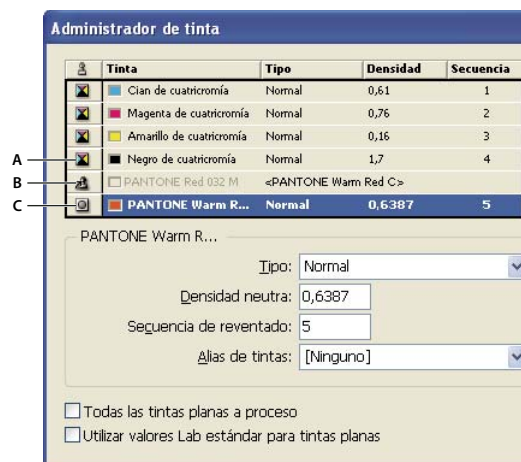 Administrador de tinta
Tinta Tipo Densidad Secuencia
Cian de cuatricromía Normal 0,61 1
Magenta de cuatricromía Normal 0,76 2
Amarillo de cuatricromía Normal 0,16 3
A Negro de cuatricromía Normal 1,7 4
B PANTONE Red 032 M <PANTONE Warm Red C>
C PANTONE Warm R... Normal 0,6387 5
PANTONE Warm R...
Tipo: Normal
Densidad neutra: 0,6387
Secuencia de reventado: 5
Alias de tintas: [Ninguno]
Todas las tintas planas a proceso
Utilizar valores Lab estándar para tintas planas